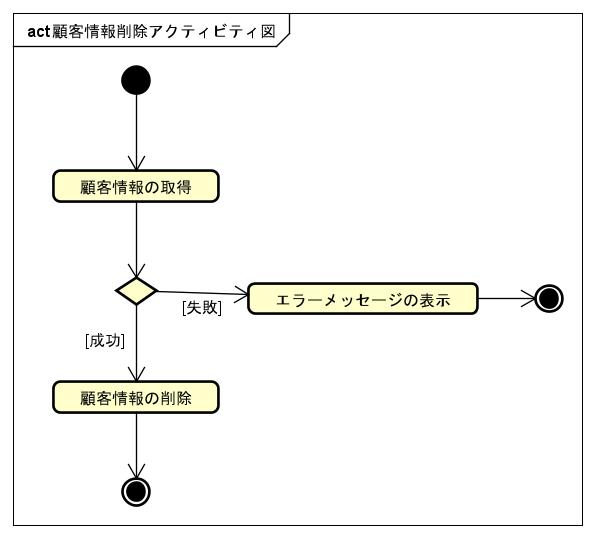 act 顧客情報削除アクティビティ図
顧客情報の取得
エラーメッセージの表示
[失敗]
[成功]
顧客情報の削除